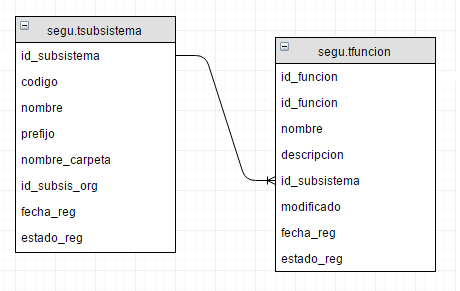 segu.tsubsistema
id_subsistema
codigo
nombre
prefijo
nombre_carpeta
id_subsis_org
fecha_reg
estado_reg
segu.tfuncion
id_funcion
id_funcion
nombre
descripcion
id_subsistema
modificado
fecha_reg
estado_reg